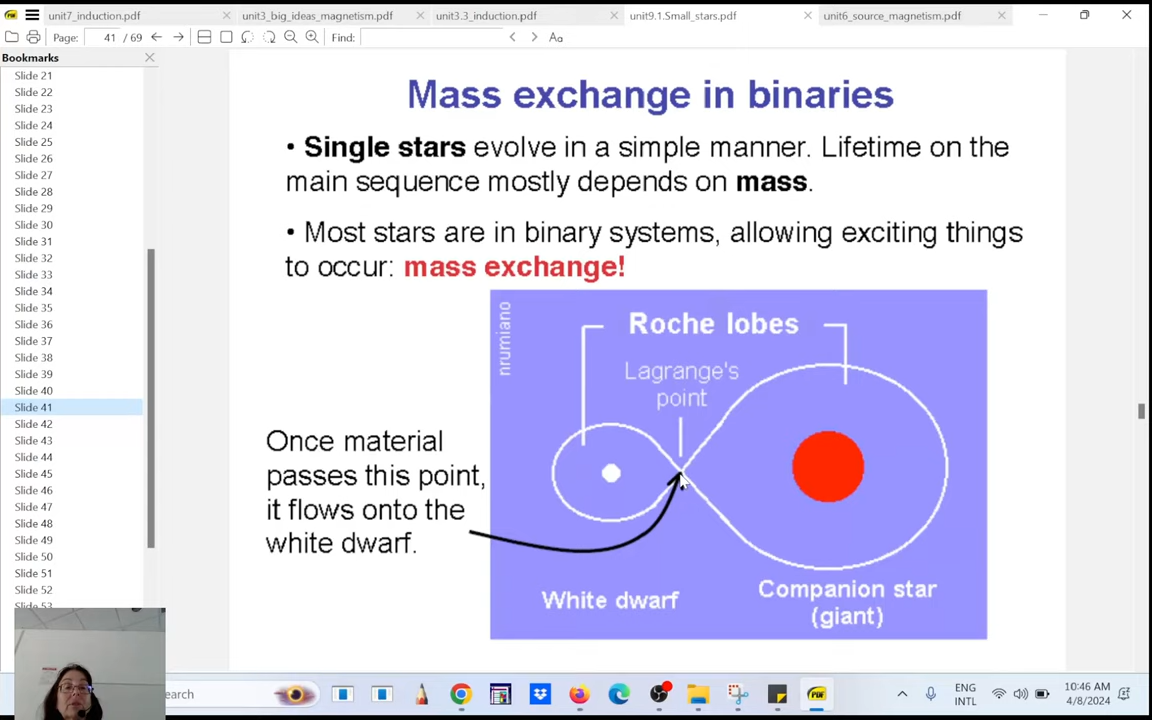 unit7_induction.pdf
unit3_big_ideas_magnetism.pdf
unit3.3_induction.pdf
unit9.1.Small_stars.pdf
unit6_source_magnetism.pdf
Page: 41 / 69
Find:
Aa
Bookmarks
Slide 21
Slide 22
Slide 23
Slide 24
Slide 25
Slide 26
Slide 27
Slide 28
Slide 29
Slide 30
Slide 31
Slide 32
Slide 33
Slide 34
Slide 35
Slide 36
Slide 37
Slide 38
Slide 39
Slide 40
Slide 41
Slide 42
Slide 43
Slide 44
Slide 45
Slide 46
Slide 47
Slide 48
Slide 49
Slide 50
Slide 51
Slide 52
Slide 53
Mass exchange in binaries
• Single stars evolve in a simple manner. Lifetime on the
main sequence mostly depends on mass.
• Most stars are in binary systems, allowing exciting things
to occur: mass exchange!
nrumiano
Roche lobes
Lagrange's
point
Once material
passes this point,
it flows onto the
white dwarf.
White dwarf
Companion star
(giant)
earch
PDF
ENG
INTL
10:46 AM
4/8/2024